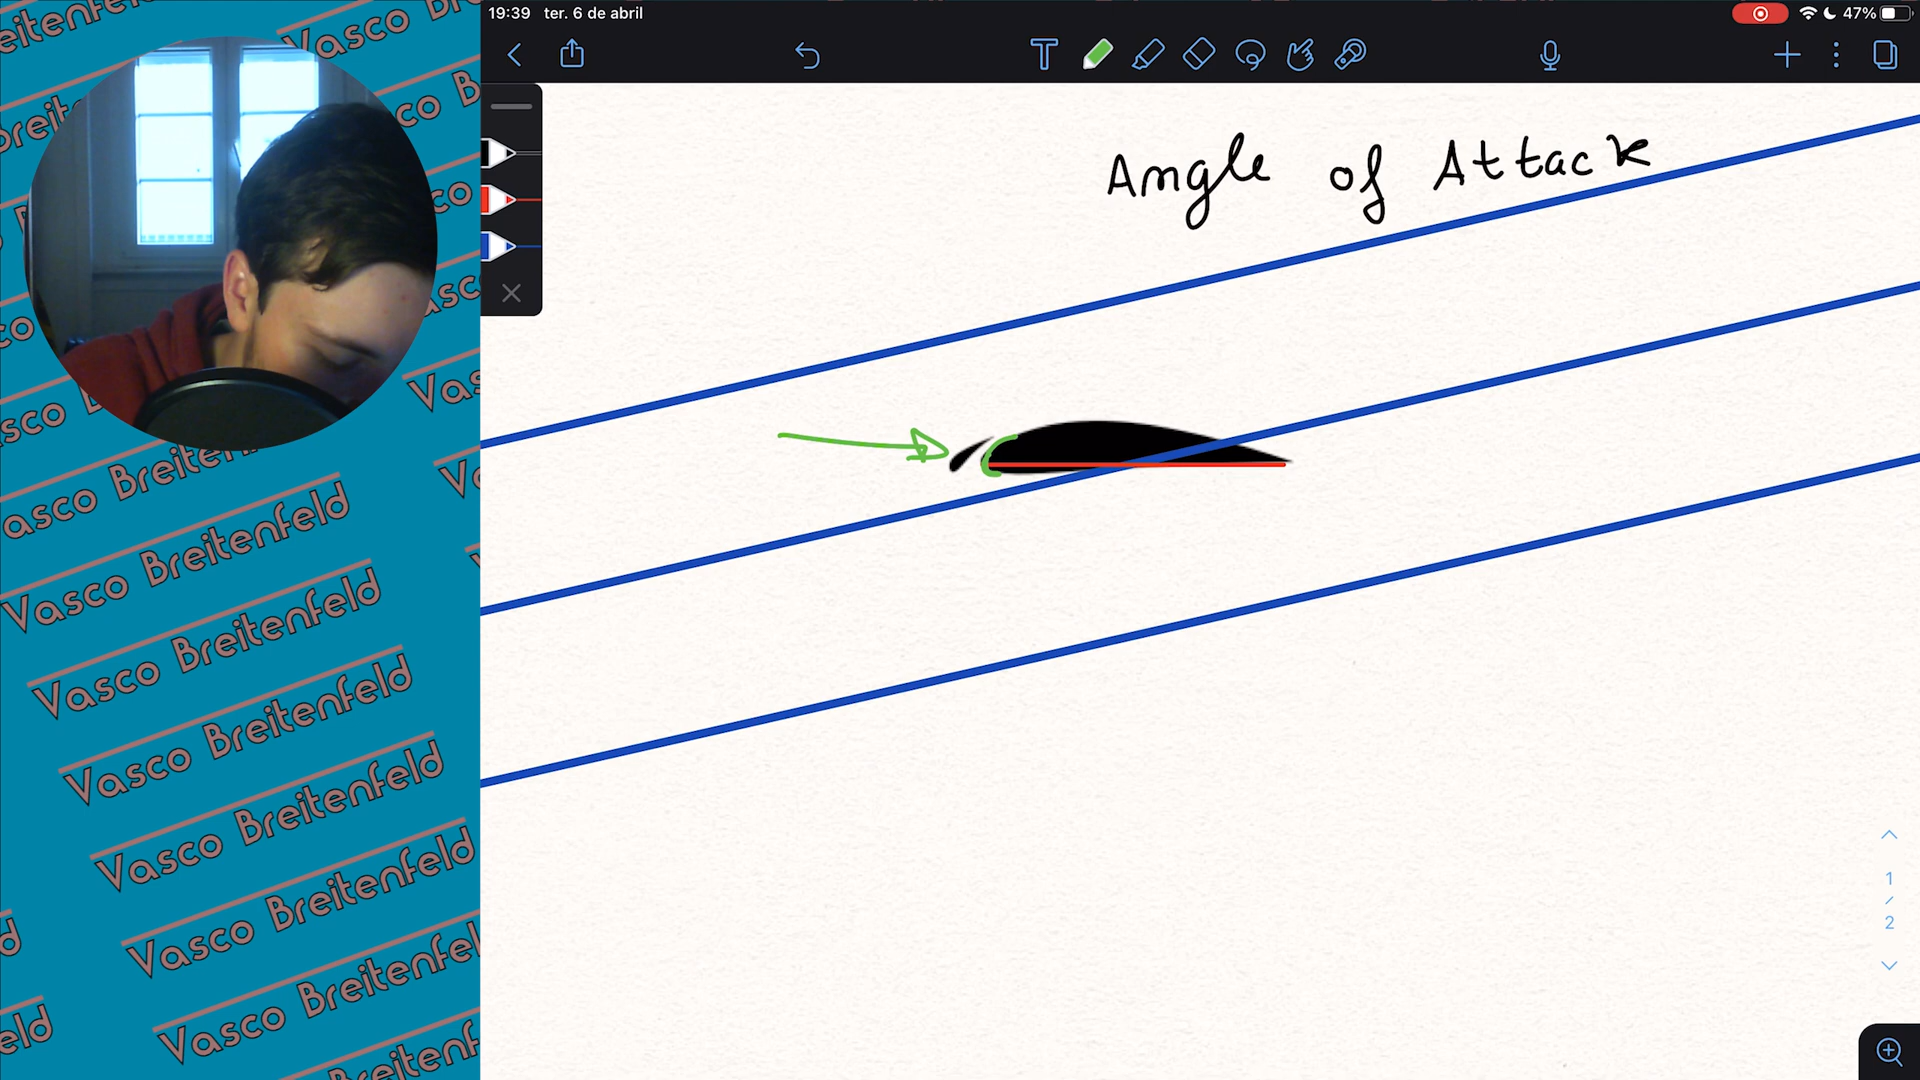 19:39 ter. 6 de abril
47%
Angle of Attack
1
2
Vasco Breitenfeld
Vasco Breitenfeld
Vasco Breitenfeld
Vasco Breitenfeld
Vasco Breitenfeld
Vasco Breitenfeld